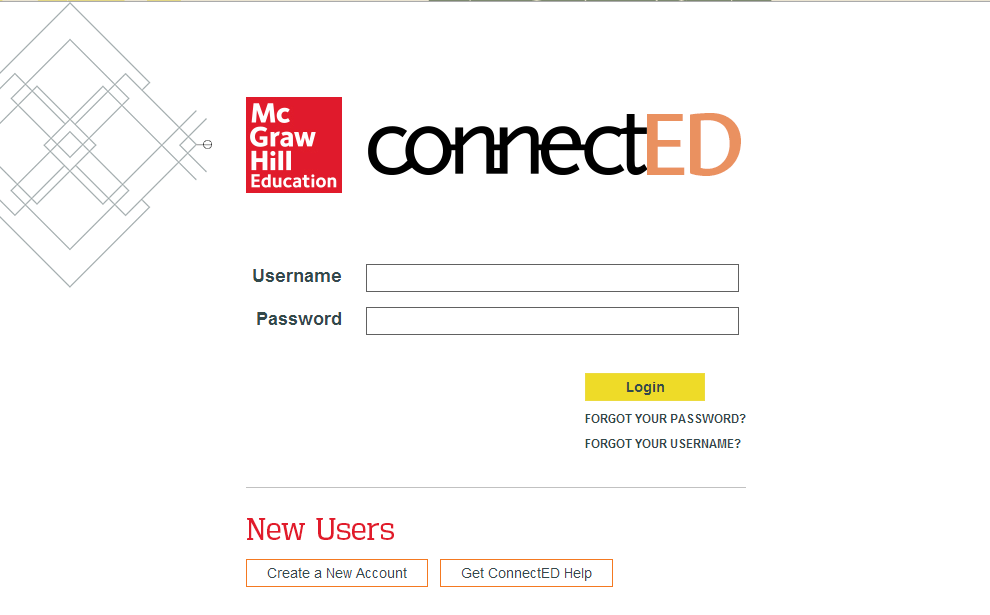 Mc
Graw
Hill
Education
connectED
Username
Password
Login
FORGOT YOUR PASSWORD?
FORGOT YOUR USERNAME?
New Users
Create a New Account
Get ConnectED Help